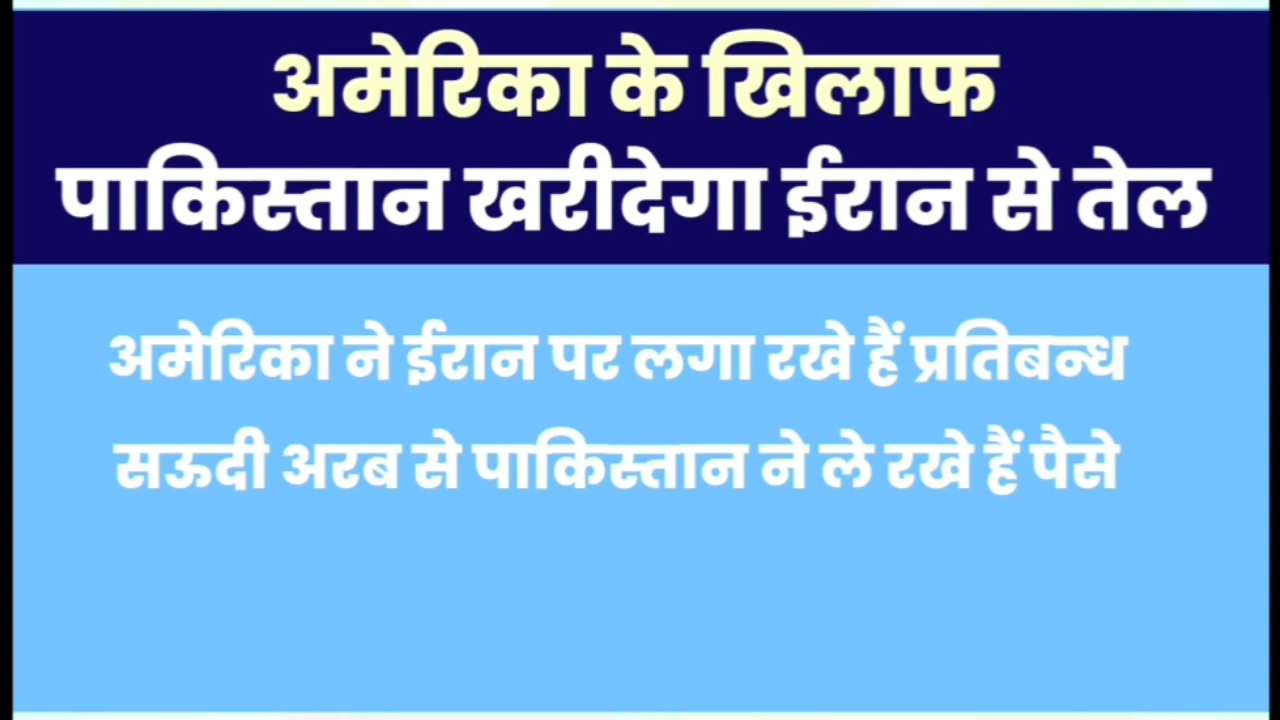 अमेरिका के खिलाफ
पाकिस्तान खरीदेगा ईरान से तेल
अमेरिका ने ईरान पर लगा रखे हैं प्रतिबन्ध
सऊदी अरब से पाकिस्तान ने ले रखे हैं पैसे